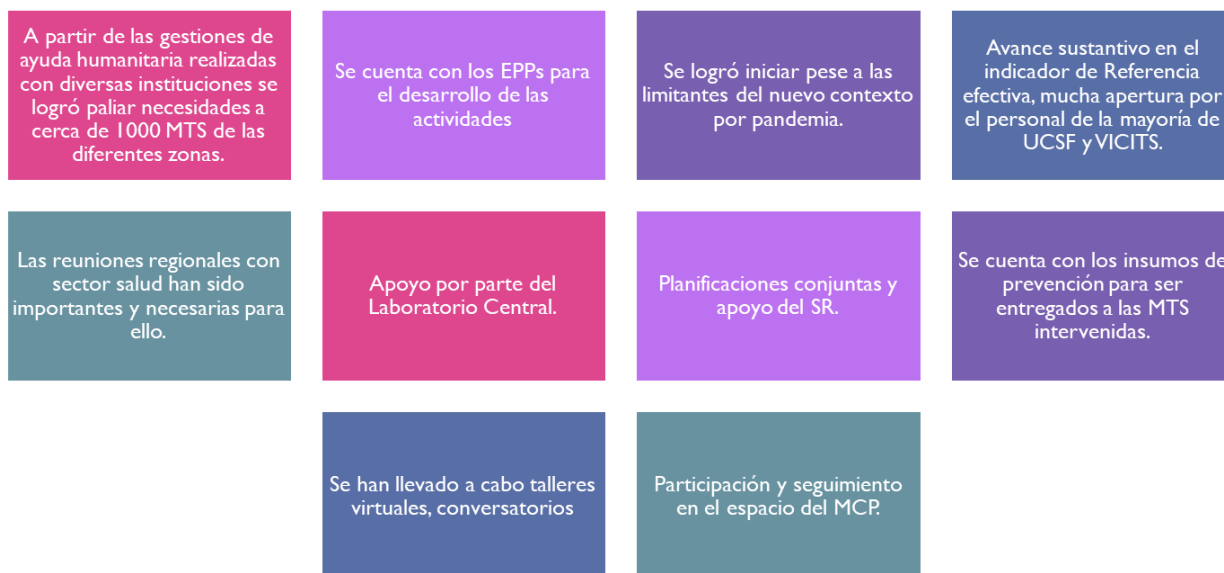 A partir de las gestiones de
ayuda humanitaria realizadas
con diversas instituciones se
logró paliar necesidades a
cerca de 1000 MTS de las
diferentes zonas.
Se cuenta con los EPPs para
el desarrollo de las
actividades
Se logró iniciar pese a las
limitantes del nuevo contexto
por pandemia.
Avance sustantivo en el
indicador de Referencia
efectiva, mucha apertura por
el personal de la mayoría de
UCSF y VICITS.
Las reuniones regionales con
sector salud han sido
importantes y necesarias para
ello.
Apoyo por parte del
Laboratorio Central.
Planificaciones conjuntas y
apoyo del SR.
Se cuenta con los insumos de
prevención para ser
entregados a las MTS
intervenidas.
Se han llevado a cabo talleres
virtuales, conversatorios
Participación y seguimiento
en el espacio del MCP.